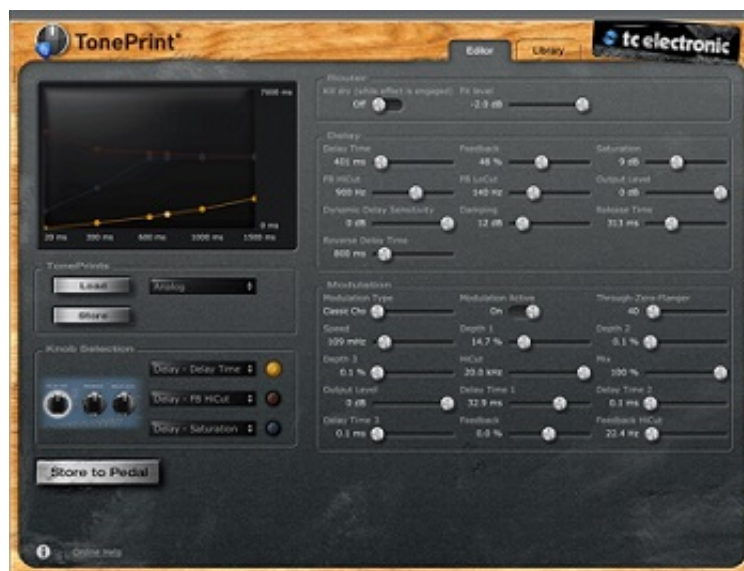 TonePrint®
Editor
Library
tc electronic
7000 ms
0 ms
20 ms 300 ms 600 ms 1000 ms 1500 ms
TonePrints
Load
Analog
Store
Knob Selection
Delay - Delay Time
Delay - FB HiCut
Delay - Saturation
Store to Pedal
Online Help
Router
Kill dry (while effect is engaged) FX level
Off -2.0 dB
Delay
Delay Time Feedback Saturation
401 ms 48 % 9 dB
FB HiCut FB LoCut Output Level
900 Hz 140 Hz 0 dB
Dynamic Delay Sensitivity Damping Release Time
0 dB 12 dB 313 ms
Reverse Delay Time
800 ms
Modulation
Modulation Type Modulation Active Through-Zero-Flanger
Classic Cho On 40
Speed Depth 1 Depth 2
109 mHz 14.7 % 0.1 %
Depth 3 HiCut Mix
0.1 % 20.0 kHz 100 %
Output Level Delay Time 1 Delay Time 2
0 dB 32.9 ms 0.1 ms
Delay Time 3 Feedback Feedback HiCut
0.1 ms 0.0 % 22.4 Hz